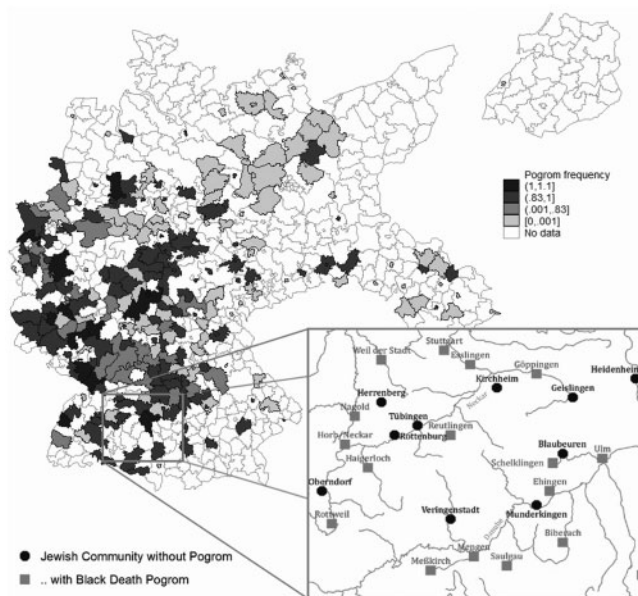 Pogrom frequency
(1,1.1]
(.83,1]
(.001,.83]
[0,.001]
No data
Stuttgart
Weil der Stadt
Esslingen
Göppingen
Heidenheim
Kirchheim
Geislingen
Herrenberg
Neckar
Nagold
Tübingen
Reutlingen
Rottenburg
Horb/Neckar
Blaubeuren
Ulm
Schelklingen
Haigerloch
Ehingen
Oberndorf
Munderkingen
Veringenstadt
Rottweil
Danube
Biberach
Mengen
Saulgau
Meßkirch
Jewish Community without Pogrom
.. with Black Death Pogrom